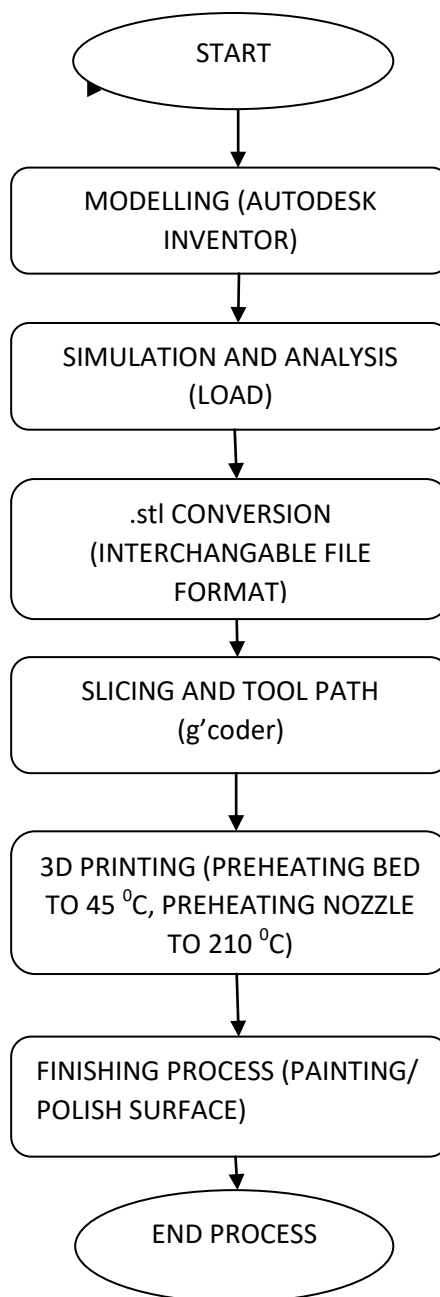 START
MODELLING (AUTODESK
INVENTOR)
SIMULATION AND ANALYSIS
(LOAD)
.stl CONVERSION
(INTERCHANGABLE FILE
FORMAT)
SLICING AND TOOL PATH
(g’coder)
3D PRINTING (PREHEATING BED
TO 45 ⁰C, PREHEATING NOZZLE
TO 210 ⁰C)
FINISHING PROCESS (PAINTING/
POLISH SURFACE)
END PROCESS